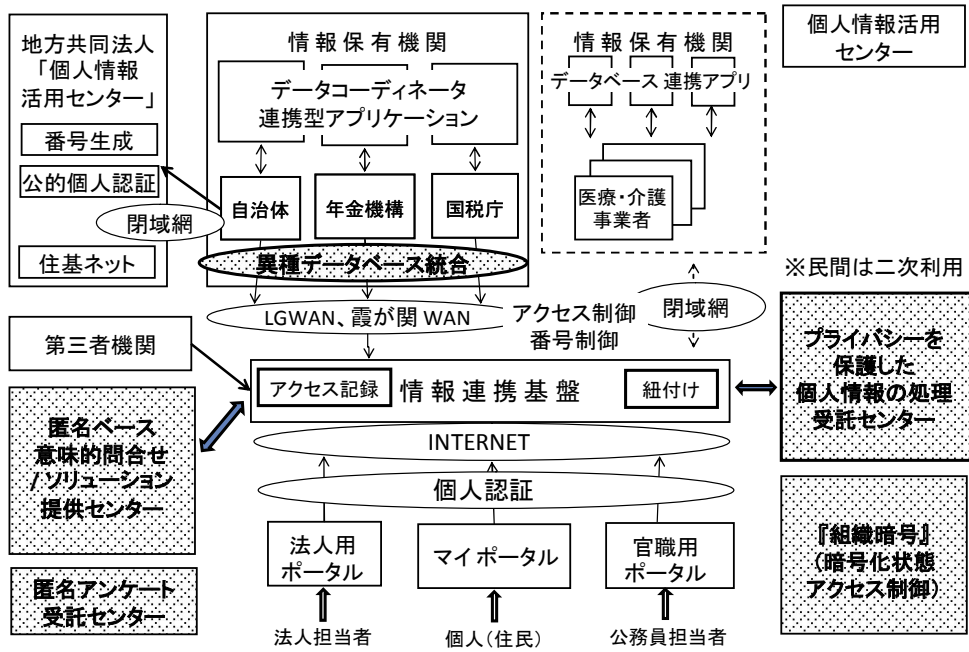 地方共同法人
「個人情報
活用センター」
番号生成
公的個人認証
閉域網
住基ネット
情報保有機関
データコーディネータ
連携型アプリケーション
自治体
年金機構
国税庁
異種データベース統合
情報保有機関
データベース 連携アプリ
医療・介護
事業者
個人情報活用
センター
※民間は二次利用
LGWAN、霞が関 WAN
アクセス制御
番号制御
閉域網
第三者機関
アクセス記録
情報連携基盤
紐付け
プライバシーを
保護した
個人情報の処理
受託センター
匿名ベース
意味的問合せ
/ソリューション
提供センター
INTERNET
個人認証
法人用
ポータル
マイポータル
官職用
ポータル
『組織暗号』
(暗号化状態
アクセス制御)
匿名アンケート
受託センター
法人担当者
個人(住民)
公務員担当者